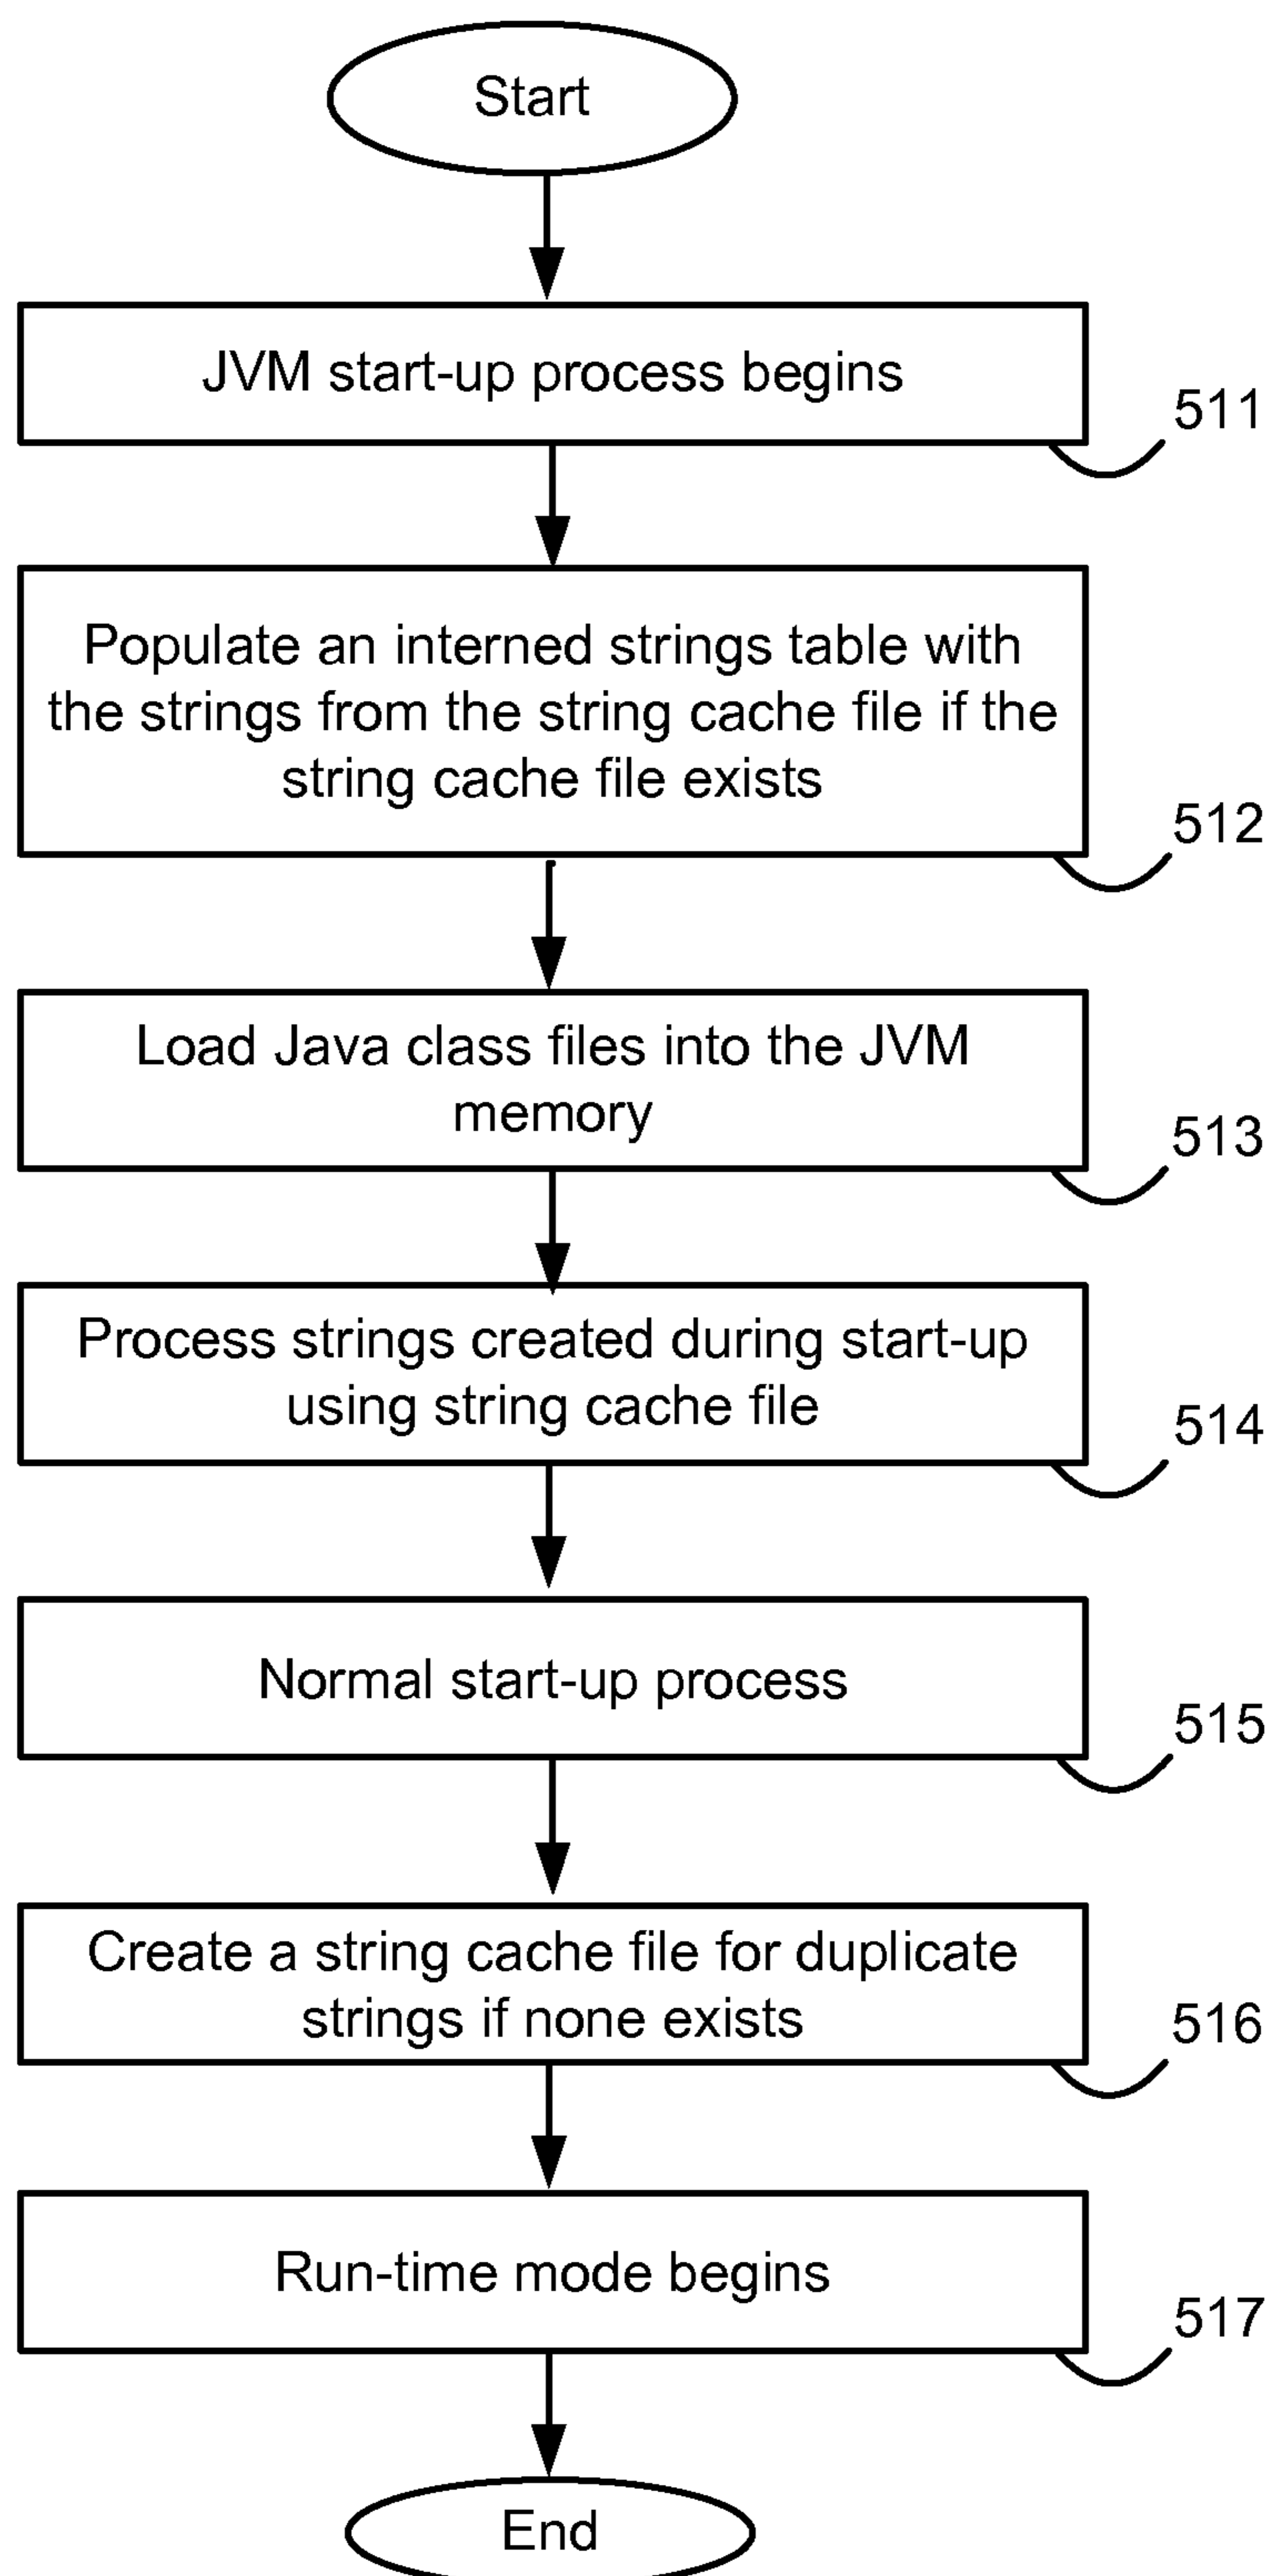 Start
JVM start-up process begins
511
Populate an interned strings table with
the strings from the string cache file if the
string cache file exists
512
Load Java class files into the JVM
memory
513
Process strings created during start-up
using string cache file
514
Normal start-up process
515
Create a string cache file for duplicate
strings if none exists
516
Run-time mode begins
517
End